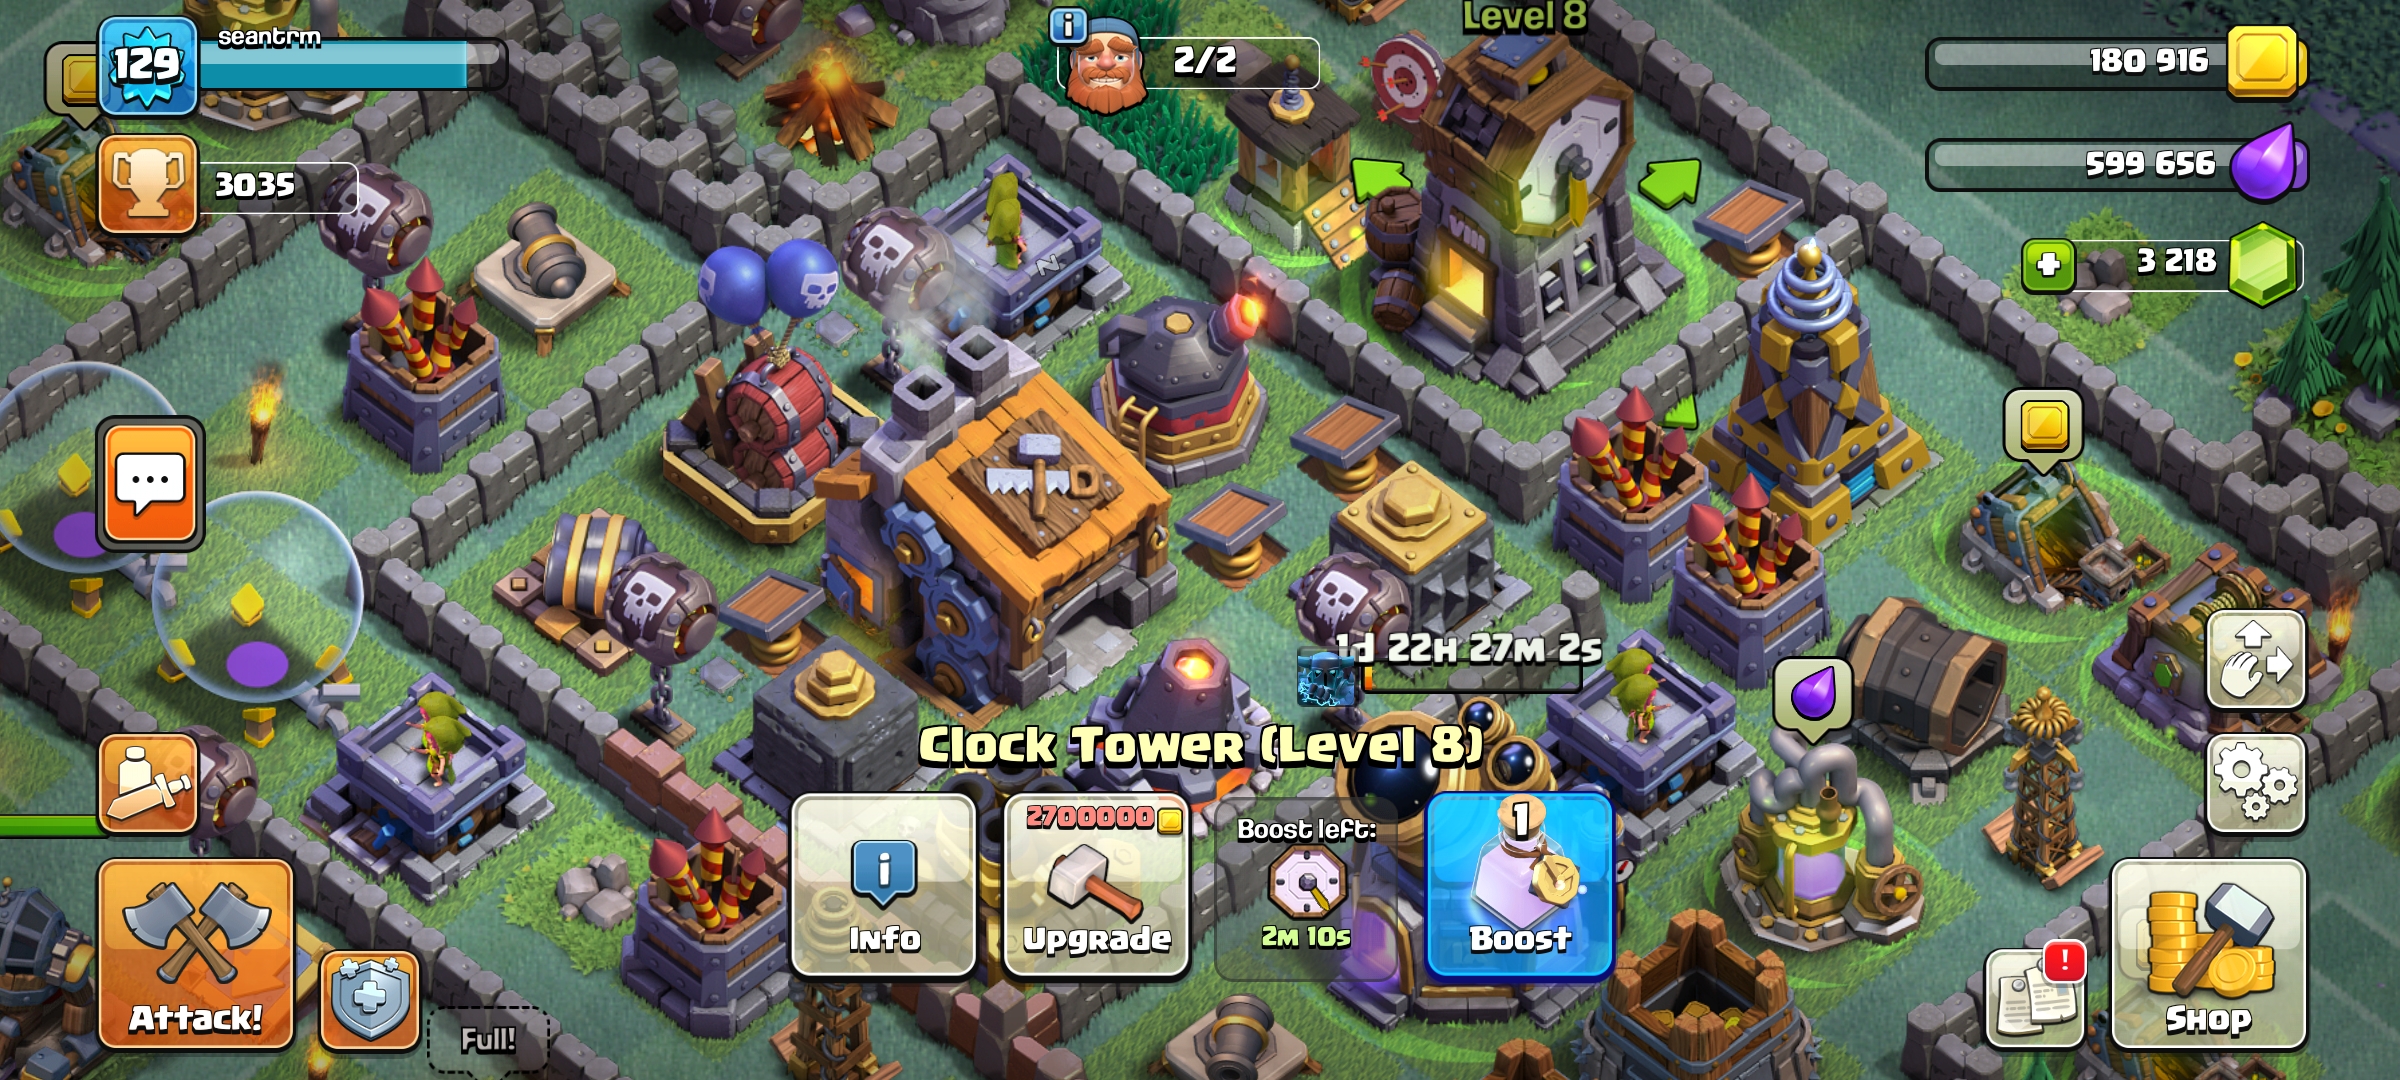 Level 8
129
seantrm
2/2
180 916
3035
599 656
3 218
VIII
1d 22H 27M 2s
Clock Tower (Level 8)
2700000
1
Boost left:
Info
Upgrade
2M 10s
Boost
Attack!
Full!
!
Shop